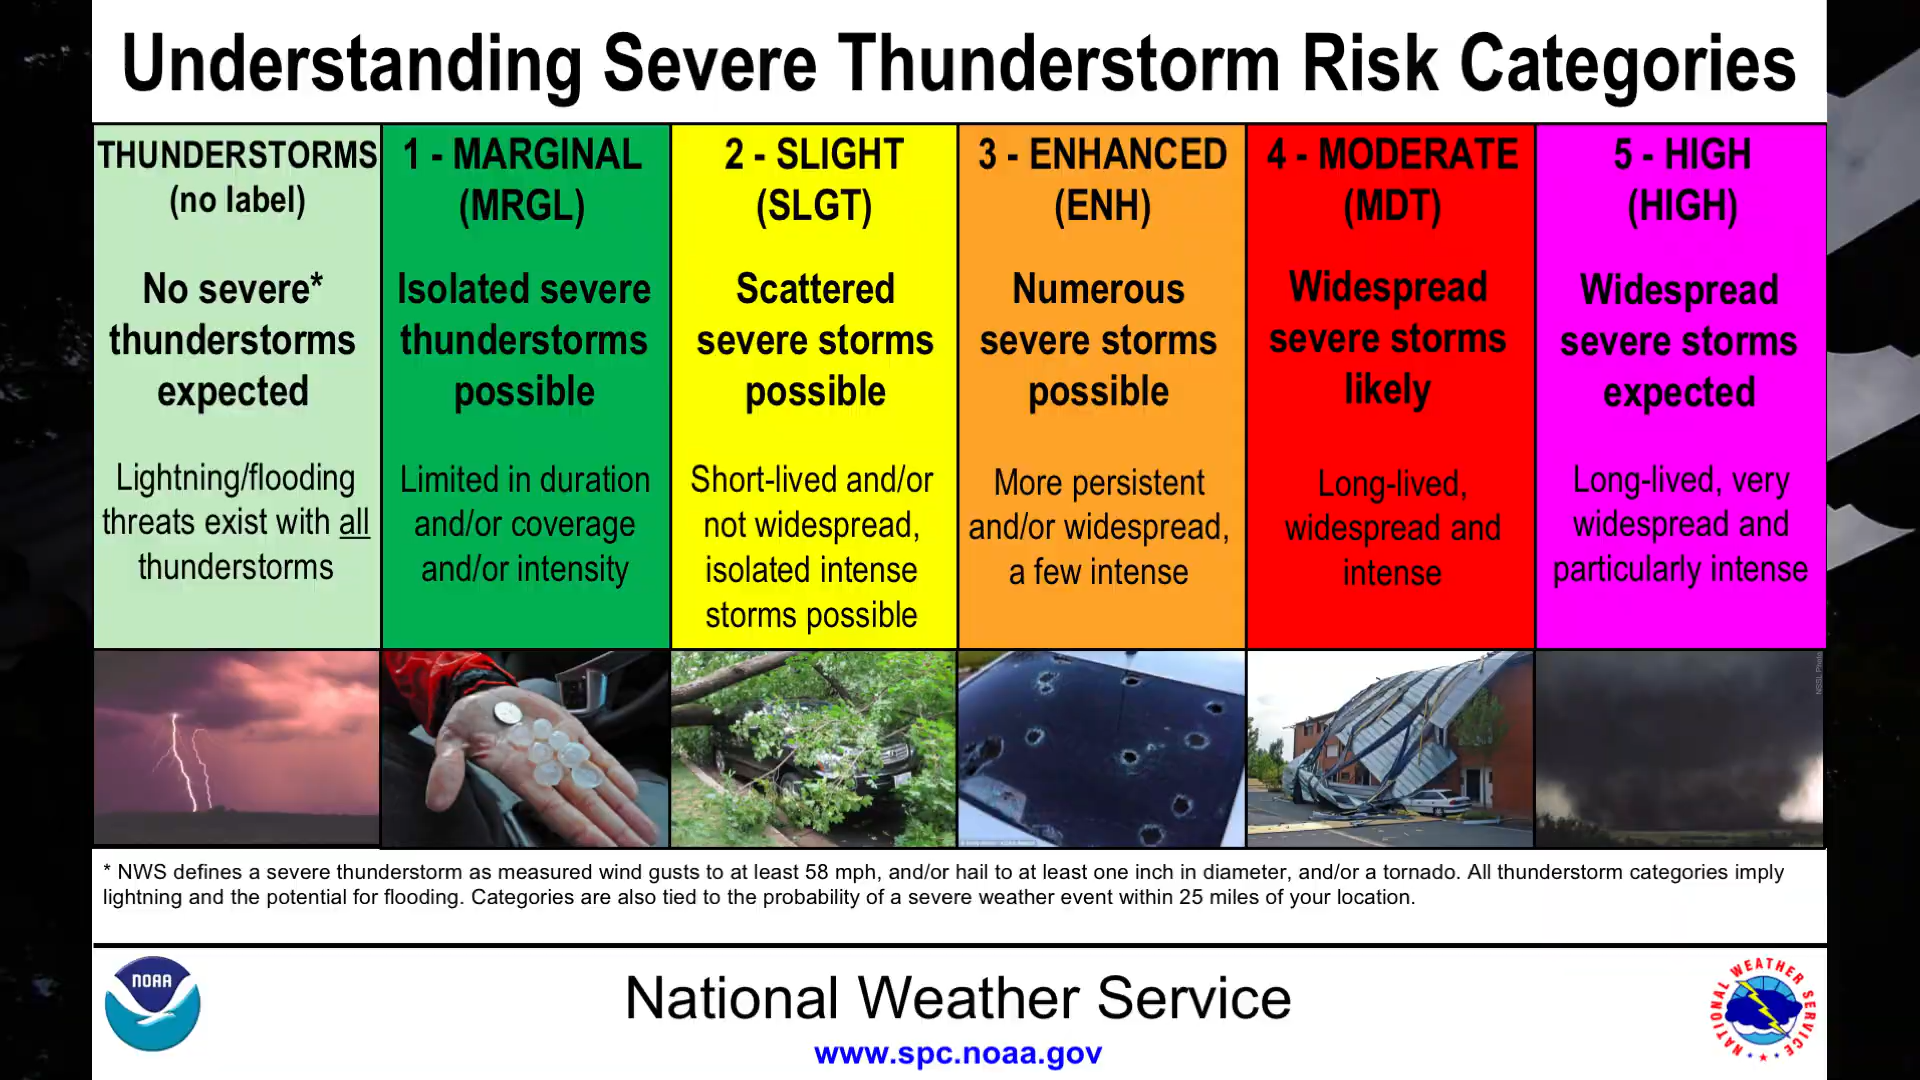 Understanding Severe Thunderstorm Risk Categories
THUNDERSTORMS
(no label)
No severe*
thunderstorms
expected
Lightning/flooding
threats exist with all
thunderstorms
1 - MARGINAL
(MRGL)
Isolated severe
thunderstorms
possible
Limited in duration
and/or coverage
and/or intensity
2 - SLIGHT
(SLGT)
Scattered
severe storms
possible
Short-lived and/or
not widespread,
isolated intense
storms possible
3 - ENHANCED
(ENH)
Numerous
severe storms
possible
More persistent
and/or widespread,
a few intense
4 - MODERATE
(MDT)
Widespread
severe storms
likely
Long-lived,
widespread and
intense
5 - HIGH
(HIGH)
Widespread
severe storms
expected
Long-lived, very
widespread and
particularly intense
NSSL Photo
* NWS defines a severe thunderstorm as measured wind gusts to at least 58 mph, and/or hail to at least one inch in diameter, and/or a tornado. All thunderstorm categories imply
lightning and the potential for flooding. Categories are also tied to the probability of a severe weather event within 25 miles of your location.
NOAA
National Weather Service
www.spc.noaa.gov
NATIONAL WEATHER SERVICE